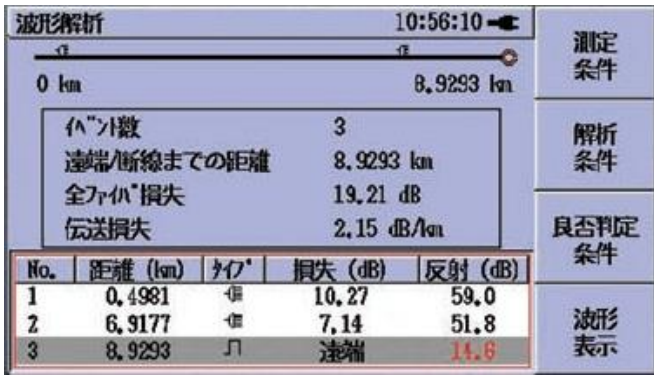 波形解析 10:56:10
0 km 8.9293 km
ｲﾍﾞﾝﾄ数 3
遠端/断線までの距離 8.9293 km
全ﾌｧｲﾊﾞ損失 19.21 dB
伝送損失 2.15 dB/km
No. 距離 (km) ﾀｲﾌﾟ 損失 (dB) 反射 (dB)
1 0.4981 10.27 59.0
2 6.9177 7.14 51.8
3 8.9293 遠端 14.6
測定
条件
解析
条件
良否判定
条件
波形
表示